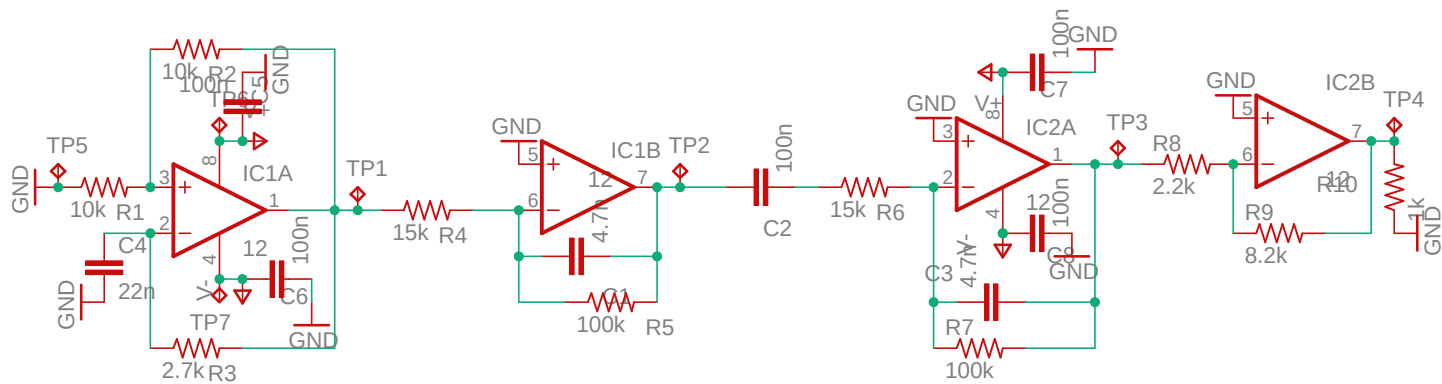 10k
R2
100n
C5
GND
TP6
V+
TP5
GND
10k
R1
3
2
8
4
1
IC1A
TP1
C4
22n
GND
V-
TP7
12
100n
C6
GND
2.7k
R3
15k
R4
GND
5
6
7
IC1B
12
4.7n
C1
100k
R5
TP2
100n
C2
15k
R6
GND
3
2
V+
8
100n
GND
C7
IC2A
1
TP3
4
V-
12
100n
C8
GND
C3
4.7n
R7
100k
R8
2.2k
GND
5
6
7
IC2B
TP4
12
R10
1k
GND
R9
8.2k